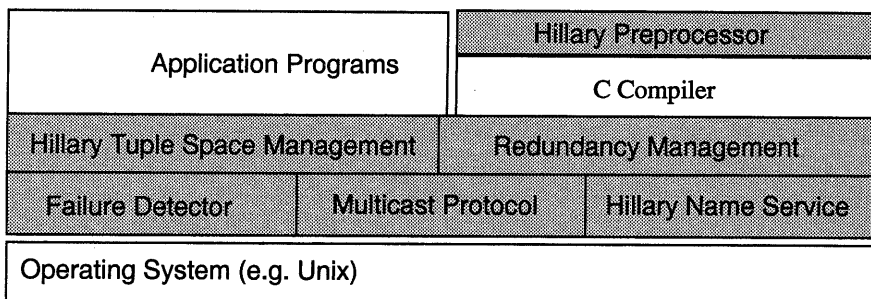 Hillary Preprocessor
Application Programs
C Compiler
Hillary Tuple Space Management
Redundancy Management
Failure Detector
Multicast Protocol
Hillary Name Service
Operating System (e.g. Unix)